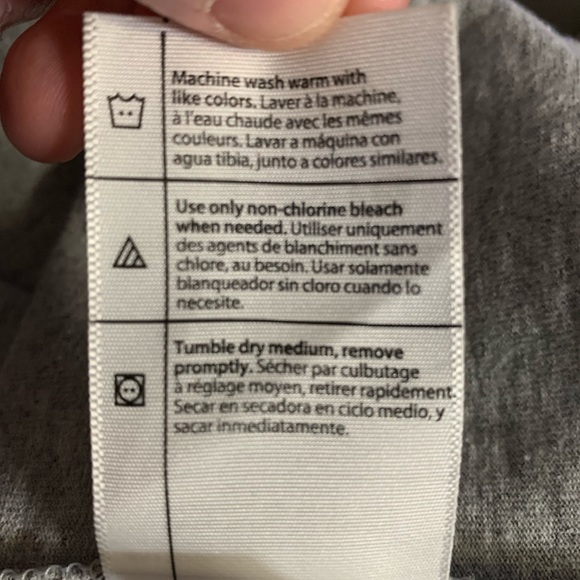 Machine wash warm with
like colors. Laver à la machine,
à l'eau chaude avec les mêmes
couleurs. Lavar a máquina con
agua tibia, junto a colores similares.
Use only non-chlorine bleach
when needed. Utiliser uniquement
des agents de blanchiment sans
chlore, au besoin. Usar solamente
blanqueador sin cloro cuando lo
necesite.
Tumble dry medium, remove
promptly. Sécher par culbutage
à réglage moyen, retirer rapidement.
Secar en secadora en ciclo medio, y
sacar inmediatamente.